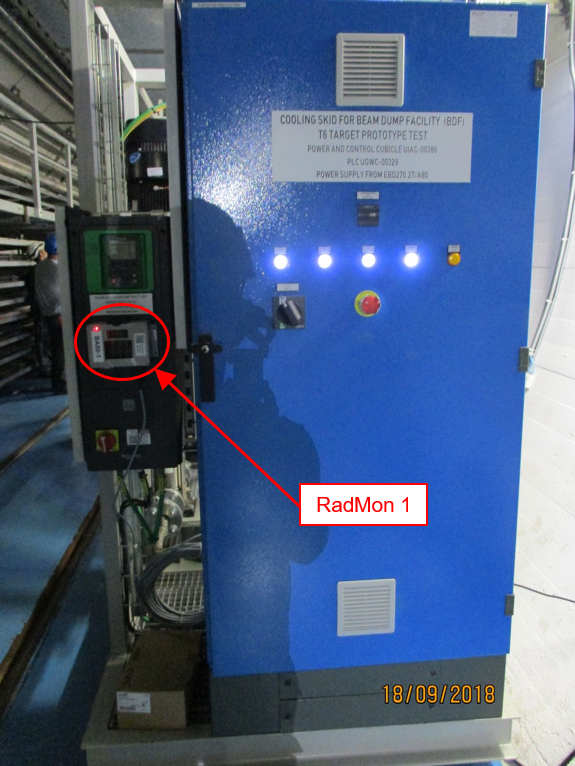 COOLING SKID FOR BEAM DUMP FACILITY (BDF)
T6 TARGET PROTOTYPE TEST
POWER AND CONTROL CUBICLE UIAC-00386
PLC UOWC-00329
POWER SUPPLY FROM EBD270.2T/A80
RadMon 1
18/09/2018